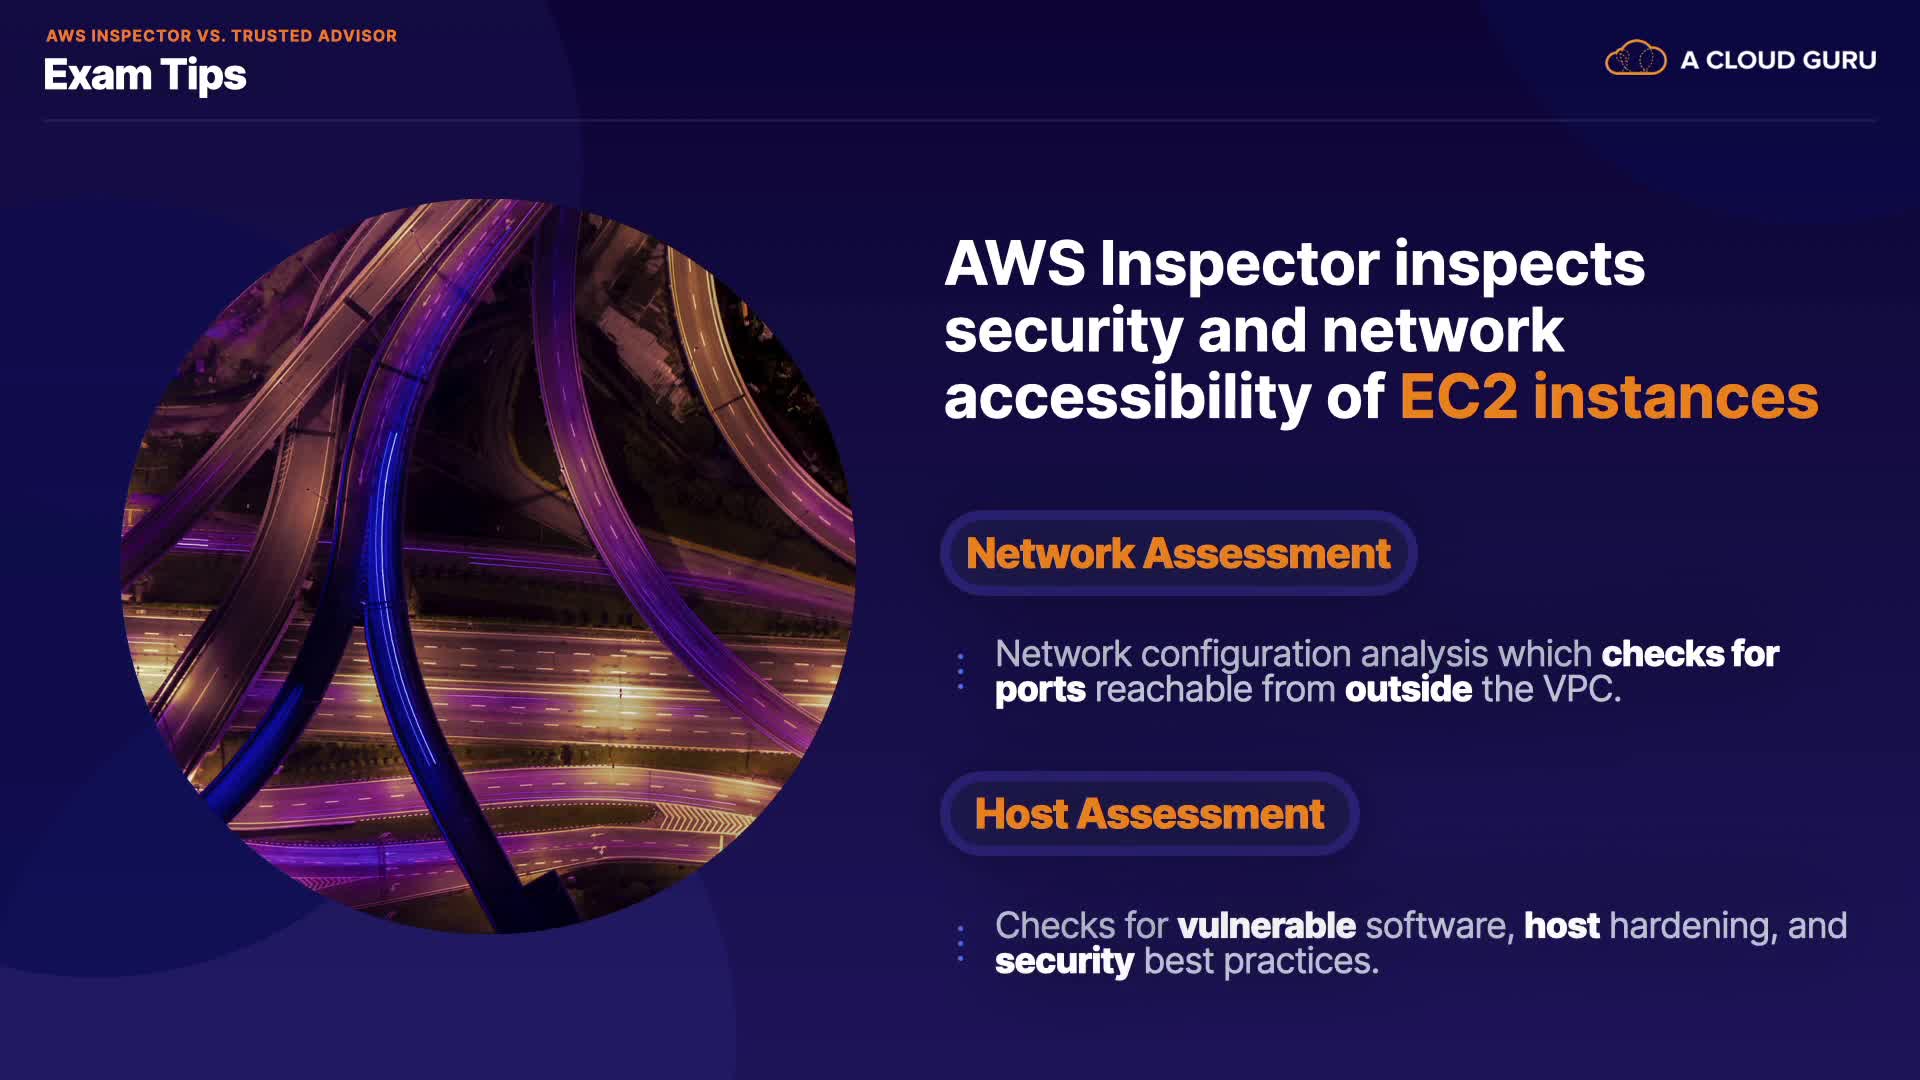 AWS INSPECTOR VS. TRUSTED ADVISOR
Exam Tips
A CLOUD GURU
AWS Inspector inspects
security and network
accessibility of EC2 instances
Network Assessment
Network configuration analysis which checks for
ports reachable from outside the VPC.
Host Assessment
Checks for vulnerable software, host hardening, and
security best practices.